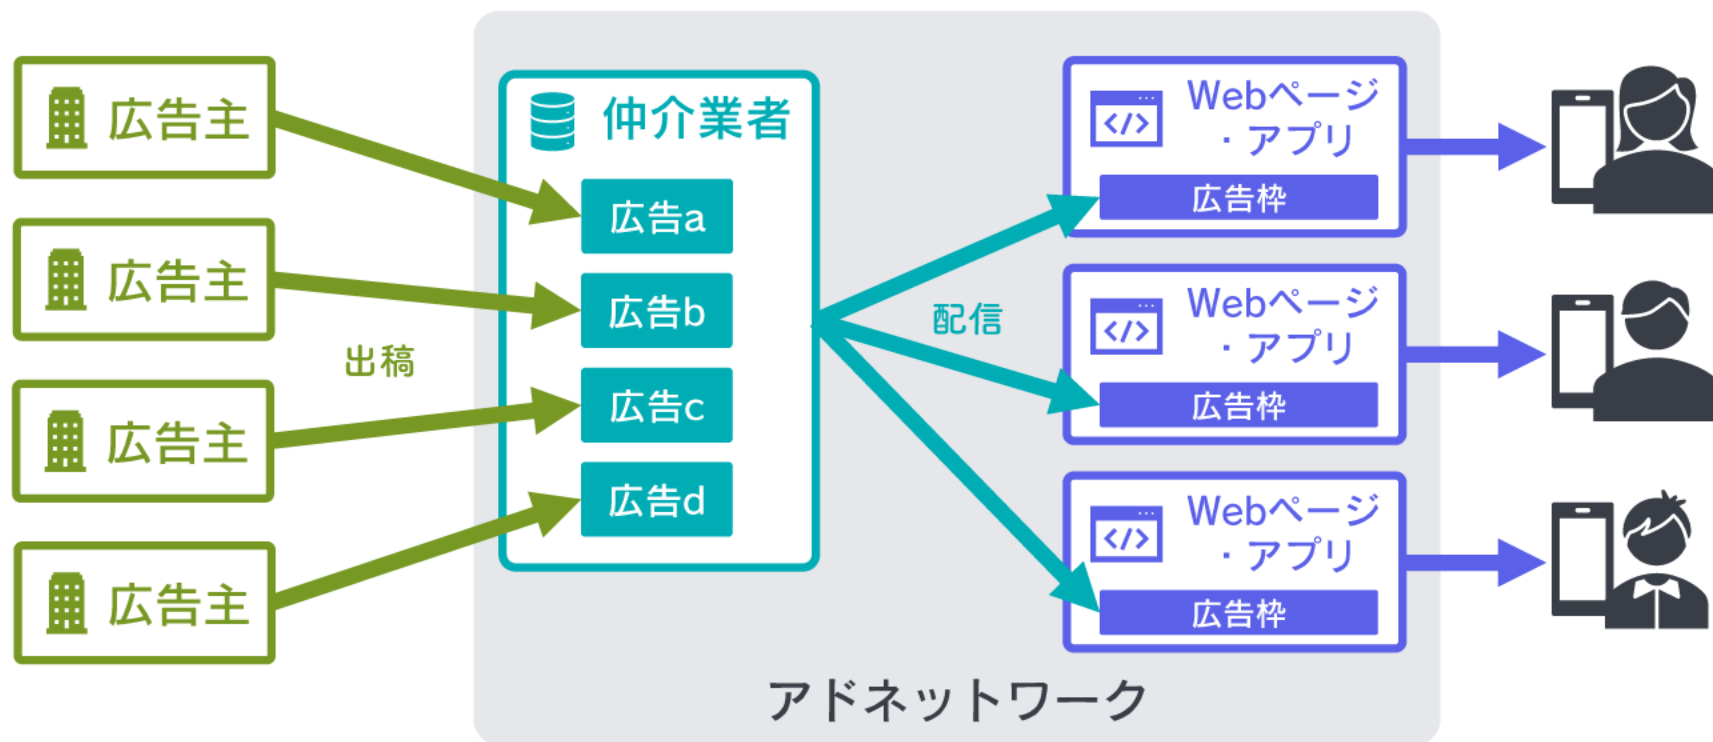 広告主
広告主
広告主
広告主
出稿
仲介業者
広告a
広告b
広告c
広告d
配信
Webページ
・アプリ
</>
広告枠
Webページ
・アプリ
</>
広告枠
Webページ
・アプリ
</>
広告枠
アドネットワーク